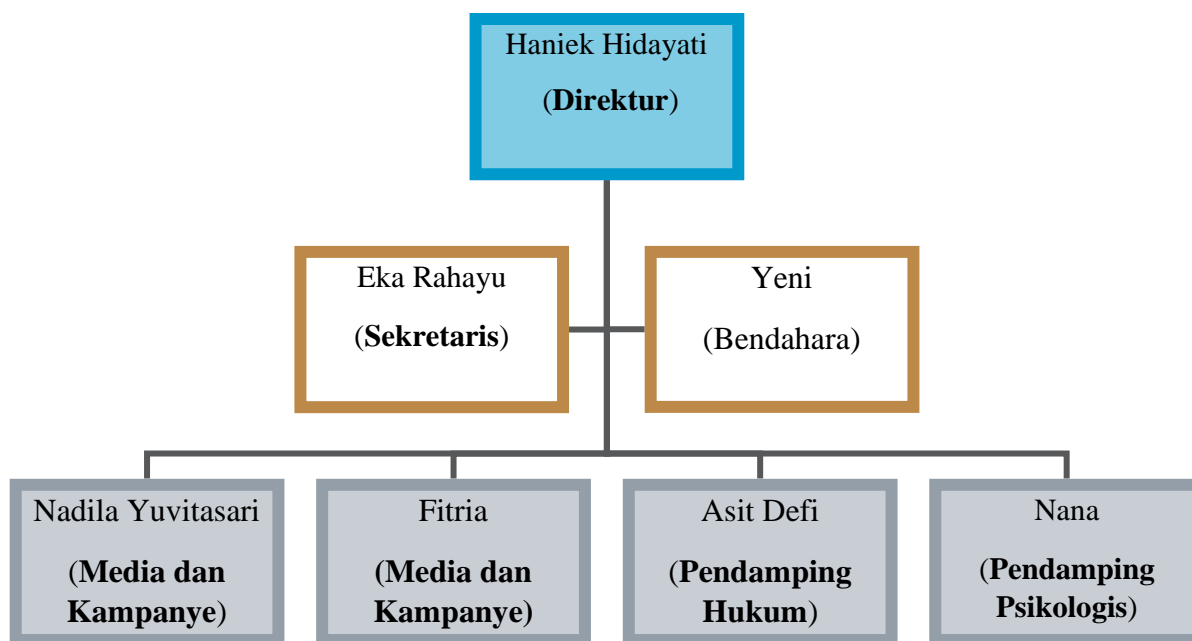 Haniek Hidayati
(Direktur)
Eka Rahayu
(Sekretaris)
Yeni
(Bendahara)
Nadila Yuvitasari
(Media dan
Kampanye)
Fitria
(Media dan
Kampanye)
Asit Defi
(Pendamping
Hukum)
Nana
(Pendamping
Psikologis)